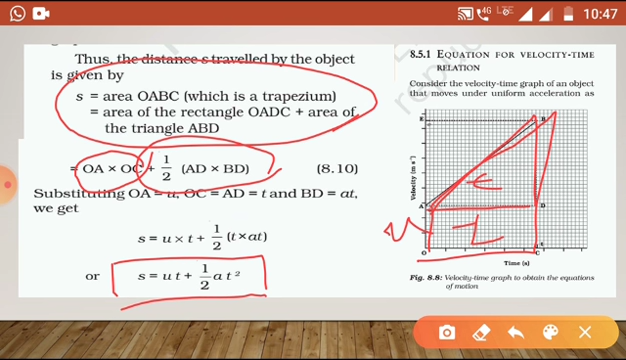 4G
10:47
Thus, the distance s travelled by the object
is given by
s = area OABC (which is a trapezium)
= area of the rectangle OADC + area of
the triangle ABD
= OA × OC + 1/2 (AD × BD) (8.10)
Substituting OA = u, OC = AD = t and BD = at,
we get
s = u × t + 1/2 (t × at)
or s = u t + 1/2 a t²
8.5.1 EQUATION FOR VELOCITY-TIME
RELATION
Consider the velocity-time graph of an object
that moves under uniform acceleration as
E
B
Velocity (m s⁻¹)
t
A
D
u
t
O
C
Time (s)
Fig. 8.8: Velocity-time graph to obtain the equations
of motion